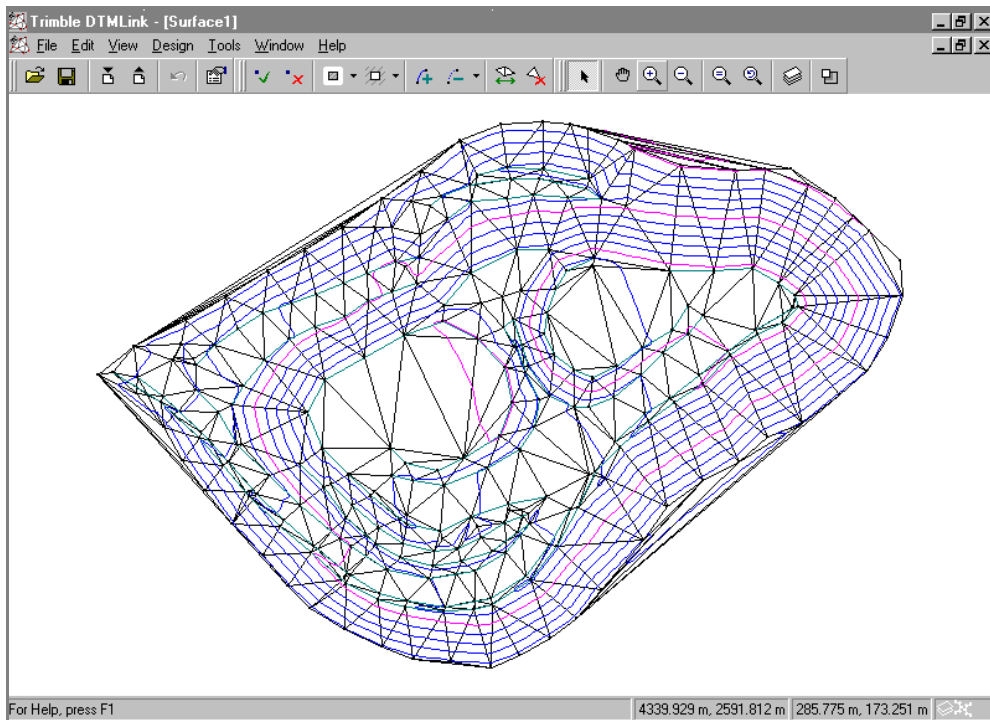 Trimble DTMLink - [Surface1]
File Edit View Design Tools Window Help
For Help, press F1 4339.929 m, 2591.812 m 285.775 m, 173.251 m